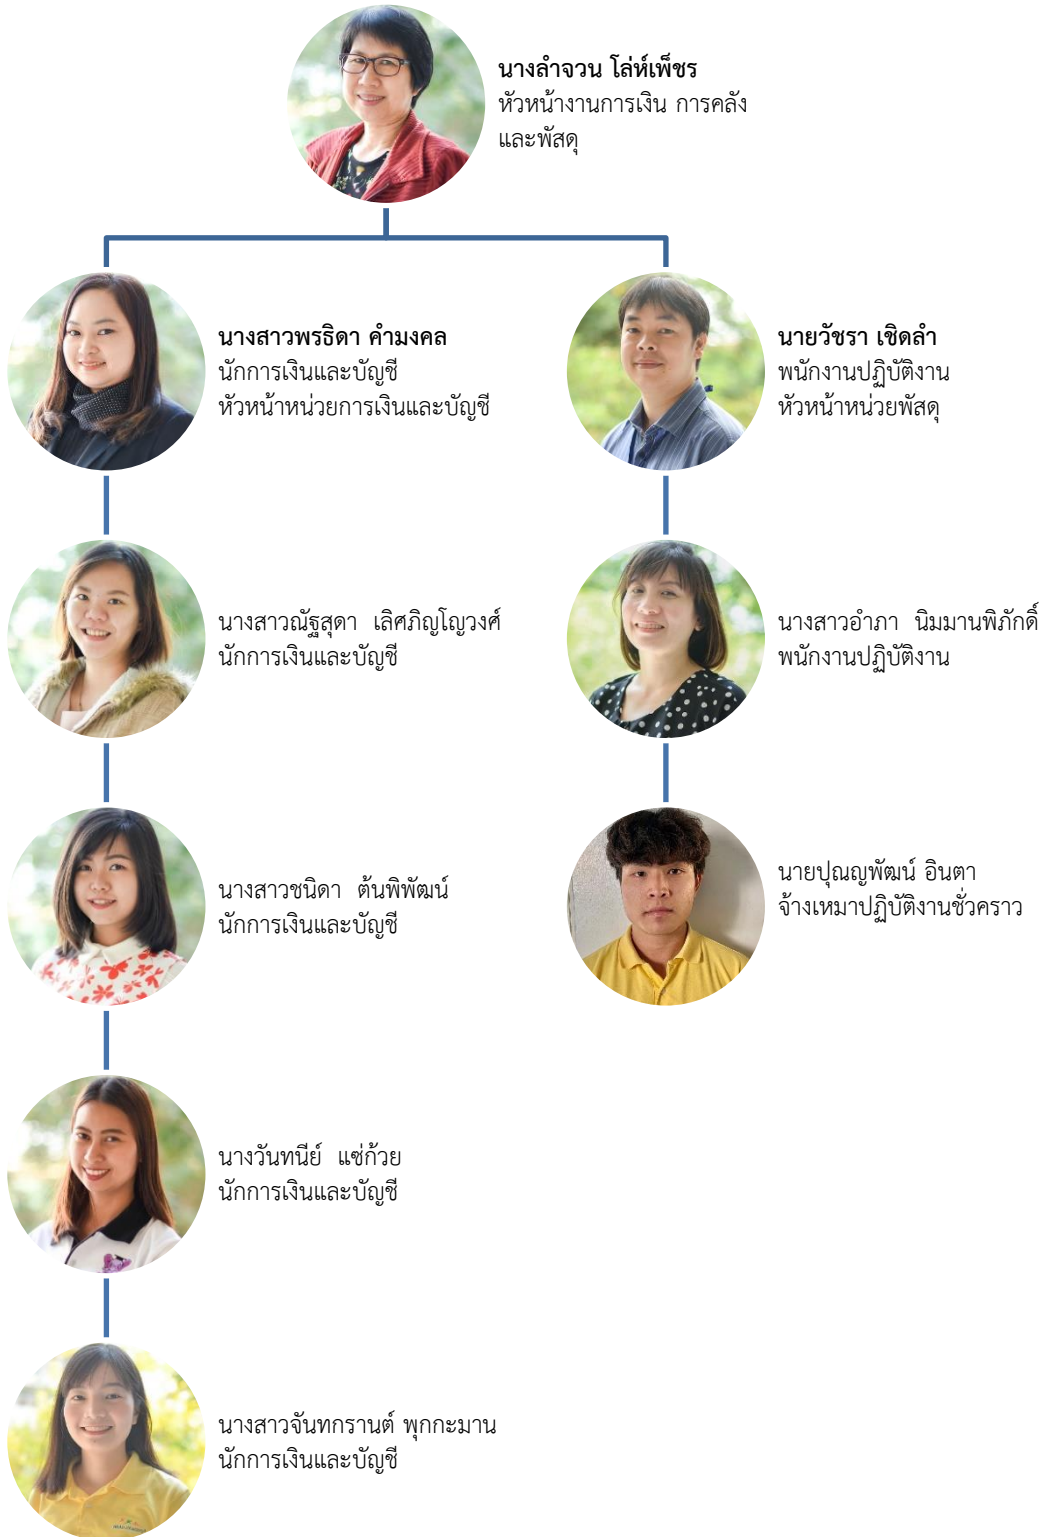 นางลำจวน โล่ห์เพ็ชร
หัวหน้างานการเงิน การคลัง
และพัสดุ
นางสาวพรธิดา คำมงคล
นักการเงินและบัญชี
หัวหน้าหน่วยการเงินและบัญชี
นายวัชรา เชิดลำ
พนักงานปฏิบัติงาน
หัวหน้าหน่วยพัสดุ
นางสาวณัฐสุดา เลิศภิญโญวงศ์
นักการเงินและบัญชี
นางสาวอำภา นิมมานพิภักดิ์
พนักงานปฏิบัติงาน
นางสาวชนิดา ต้นพิพัฒน์
นักการเงินและบัญชี
นายปุณญพัฒน์ อินตา
จ้างเหมาปฏิบัติงานชั่วคราว
นางวันทนีย์ แซ่ก้วย
นักการเงินและบัญชี
นางสาวจันทกรานต์ พุกกะมาน
นักการเงินและบัญชี